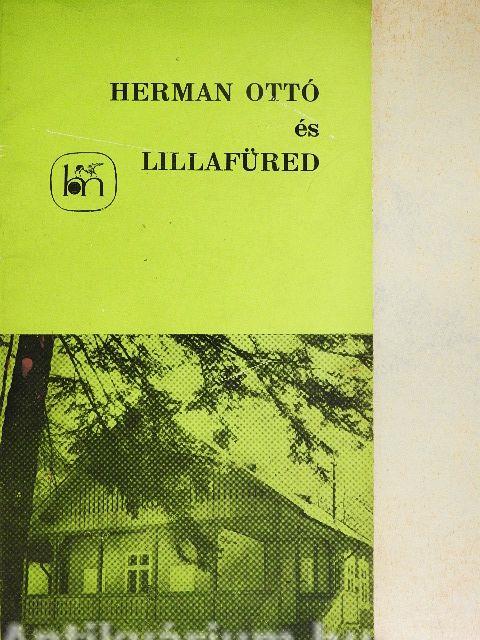 HERMAN OTTÓ
és
LILLAFÜRED